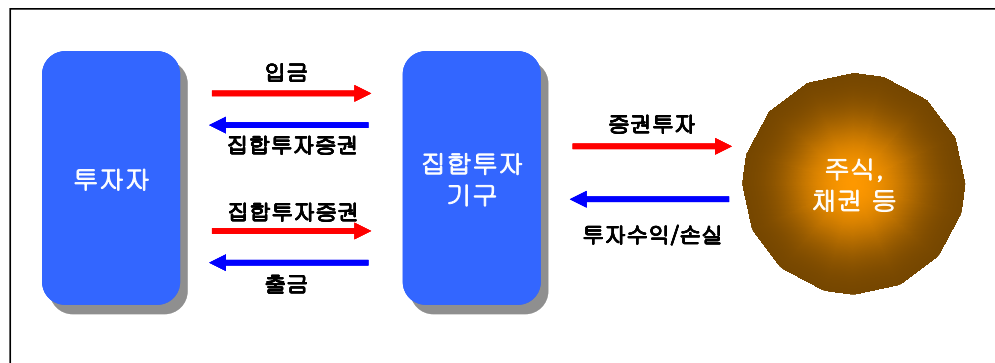 투자자
입금
집합투자증권
집합투자증권
출금
집합투자
기구
증권투자
투자수익/손실
주식,
채권 등